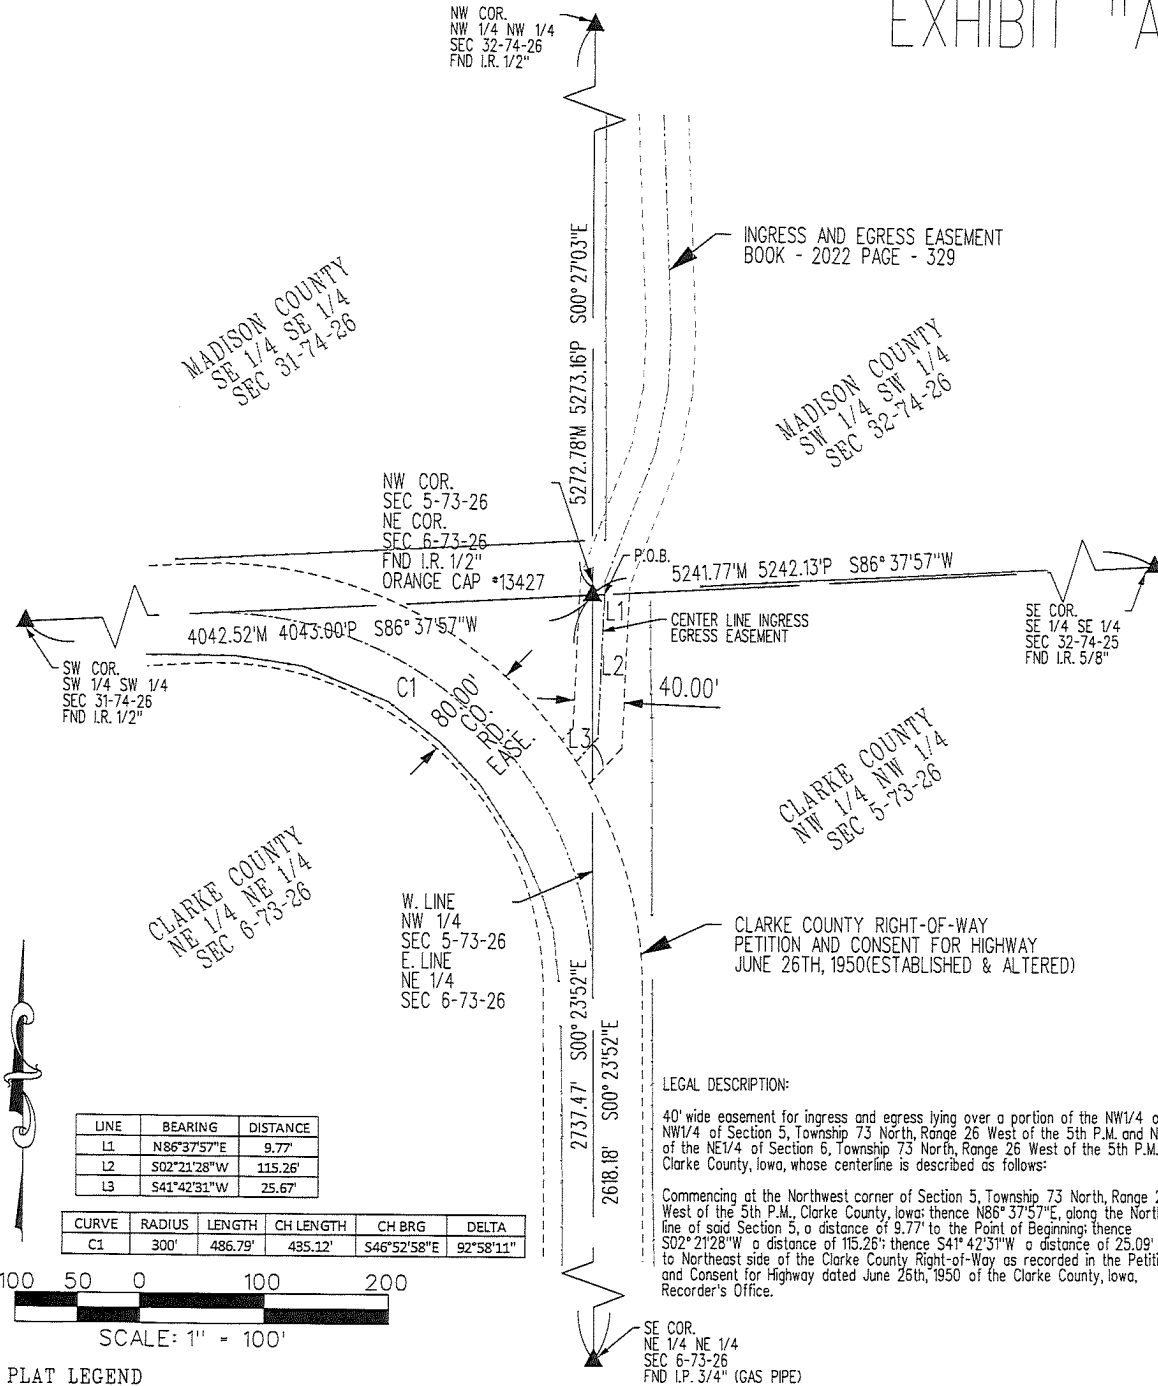 EXHIBIT "A
NW COR.
NW 1/4 NW 1/4
SEC 32-74-26
FND I.R. 1/2"
INGRESS AND EGRESS EASEMENT
BOOK - 2022 PAGE - 329
MADISON COUNTY
SE 1/4 SE 1/4
SEC 31-74-26
MADISON COUNTY
SW 1/4 SW 1/4
SEC 32-74-26
5272.78'M 5273.16'P S00°27'03"E
NW COR.
SEC 5-73-26
NE COR.
SEC 6-73-26
FND I.R. 1/2"
ORANGE CAP #13427
P.O.B.
5241.77'M 5242.13'P S86°37'57"W
SE COR.
SE 1/4 SE 1/4
SEC 32-74-25
FND I.R. 5/8"
L1
CENTER LINE INGRESS
EGRESS EASEMENT
4042.52'M 4043.00'P S86°37'57"W
SW COR.
SW 1/4 SW 1/4
SEC 31-74-26
FND I.R. 1/2"
L2
40.00'
C1
80.00'
CO.
RD.
EASE.
L3
CLARKE COUNTY
NW 1/4 NW 1/4
SEC 5-73-26
CLARKE COUNTY
NE 1/4 NE 1/4
SEC 6-73-26
W. LINE
NW 1/4
SEC 5-73-26
E. LINE
NE 1/4
SEC 6-73-26
CLARKE COUNTY RIGHT-OF-WAY
PETITION AND CONSENT FOR HIGHWAY
JUNE 26TH, 1950(ESTABLISHED & ALTERED)
2737.47' S00°23'52"E
2618.18' S00°23'52"E
LEGAL DESCRIPTION:
40' wide easement for ingress and egress lying over a portion of the NW1/4 o
NW1/4 of Section 5, Township 73 North, Range 26 West of the 5th P.M. and N
of the NE1/4 of Section 6, Township 73 North, Range 26 West of the 5th P.M.
Clarke County, Iowa, whose centerline is described as follows:
Commencing at the Northwest corner of Section 5, Township 73 North, Range 2
West of the 5th P.M., Clarke County, Iowa; thence N86°37'57"E, along the North
line of said Section 5, a distance of 9.77' to the Point of Beginning; thence
S02°21'28"W a distance of 115.26'; thence S41°42'31"W a distance of 25.09'
to Northeast side of the Clarke County Right-of-Way as recorded in the Petiti
and Consent for Highway dated June 26th, 1950 of the Clarke County, Iowa,
Recorder's Office.
LINE BEARING DISTANCE
L1 N86°37'57"E 9.77'
L2 S02°21'28"W 115.26'
L3 S41°42'31"W 25.67'
CURVE RADIUS LENGTH CH LENGTH CH BRG DELTA
C1 300' 486.79' 435.12' S46°52'58"E 92°58'11"
100 50 0 100 200
SCALE: 1" = 100'
SE COR.
NE 1/4 NE 1/4
SEC 6-73-26
FND I.P. 3/4" (GAS PIPE)
PLAT LEGEND